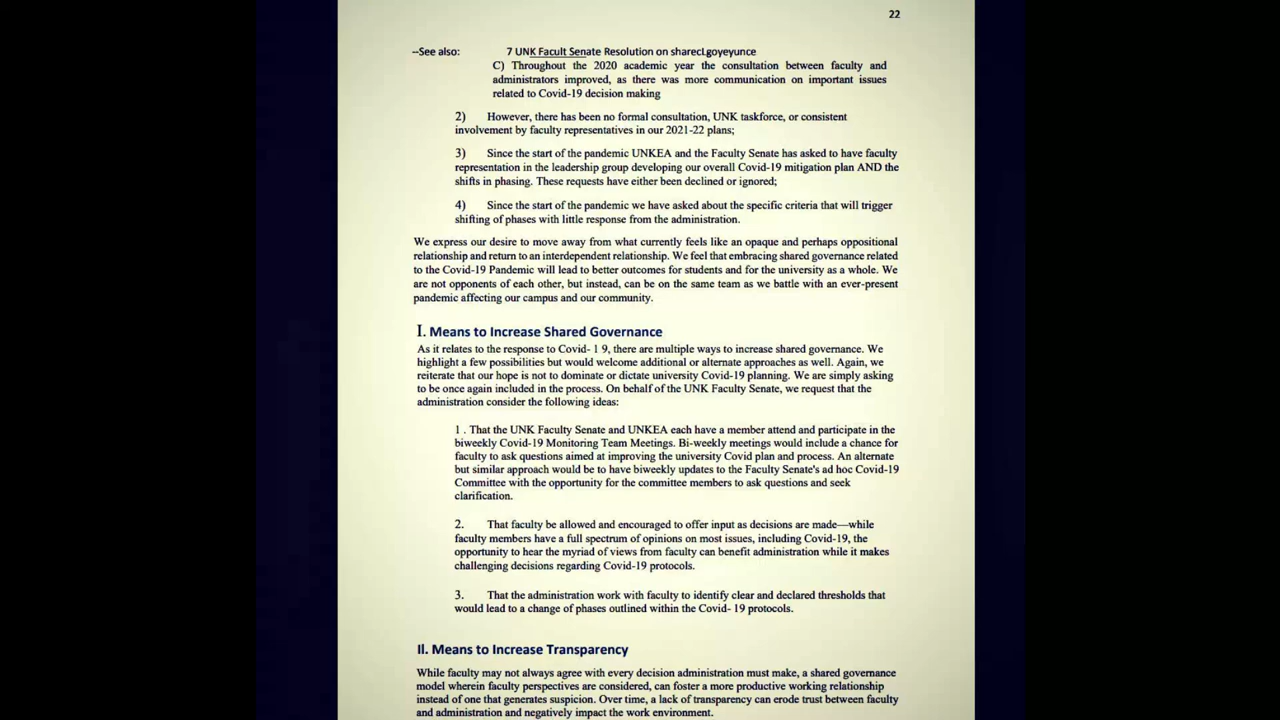 22
--See also: 7 UNK Facult Senate Resolution on sharecLgoyeyunce
C) Throughout the 2020 academic year the consultation between faculty and
administrators improved, as there was more communication on important issues
related to Covid-19 decision making
2) However, there has been no formal consultation, UNK taskforce, or consistent
involvement by faculty representatives in our 2021-22 plans;
3) Since the start of the pandemic UNKEA and the Faculty Senate has asked to have faculty
representation in the leadership group developing our overall Covid-19 mitigation plan AND the
shifts in phasing. These requests have either been declined or ignored;
4) Since the start of the pandemic we have asked about the specific criteria that will trigger
shifting of phases with little response from the administration.
We express our desire to move away from what currently feels like an opaque and perhaps oppositional
relationship and return to an interdependent relationship. We feel that embracing shared governance related
to the Covid-19 Pandemic will lead to better outcomes for students and for the university as a whole. We
are not opponents of each other, but instead, can be on the same team as we battle with an ever-present
pandemic affecting our campus and our community.
I. Means to Increase Shared Governance
As it relates to the response to Covid- 1 9, there are multiple ways to increase shared governance. We
highlight a few possibilities but would welcome additional or alternate approaches as well. Again, we
reiterate that our hope is not to dominate or dictate university Covid-19 planning. We are simply asking
to be once again included in the process. On behalf of the UNK Faculty Senate, we request that the
administration consider the following ideas:
1 . That the UNK Faculty Senate and UNKEA each have a member attend and participate in the
biweekly Covid-19 Monitoring Team Meetings. Bi-weekly meetings would include a chance for
faculty to ask questions aimed at improving the university Covid plan and process. An alternate
but similar approach would be to have biweekly updates to the Faculty Senate's ad hoc Covid-19
Committee with the opportunity for the committee members to ask questions and seek
clarification.
2. That faculty be allowed and encouraged to offer input as decisions are made—while
faculty members have a full spectrum of opinions on most issues, including Covid-19, the
opportunity to hear the myriad of views from faculty can benefit administration while it makes
challenging decisions regarding Covid-19 protocols.
3. That the administration work with faculty to identify clear and declared thresholds that
would lead to a change of phases outlined within the Covid- 19 protocols.
Il. Means to Increase Transparency
While faculty may not always agree with every decision administration must make, a shared governance
model wherein faculty perspectives are considered, can foster a more productive working relationship
instead of one that generates suspicion. Over time, a lack of transparency can erode trust between faculty
and administration and negatively impact the work environment.